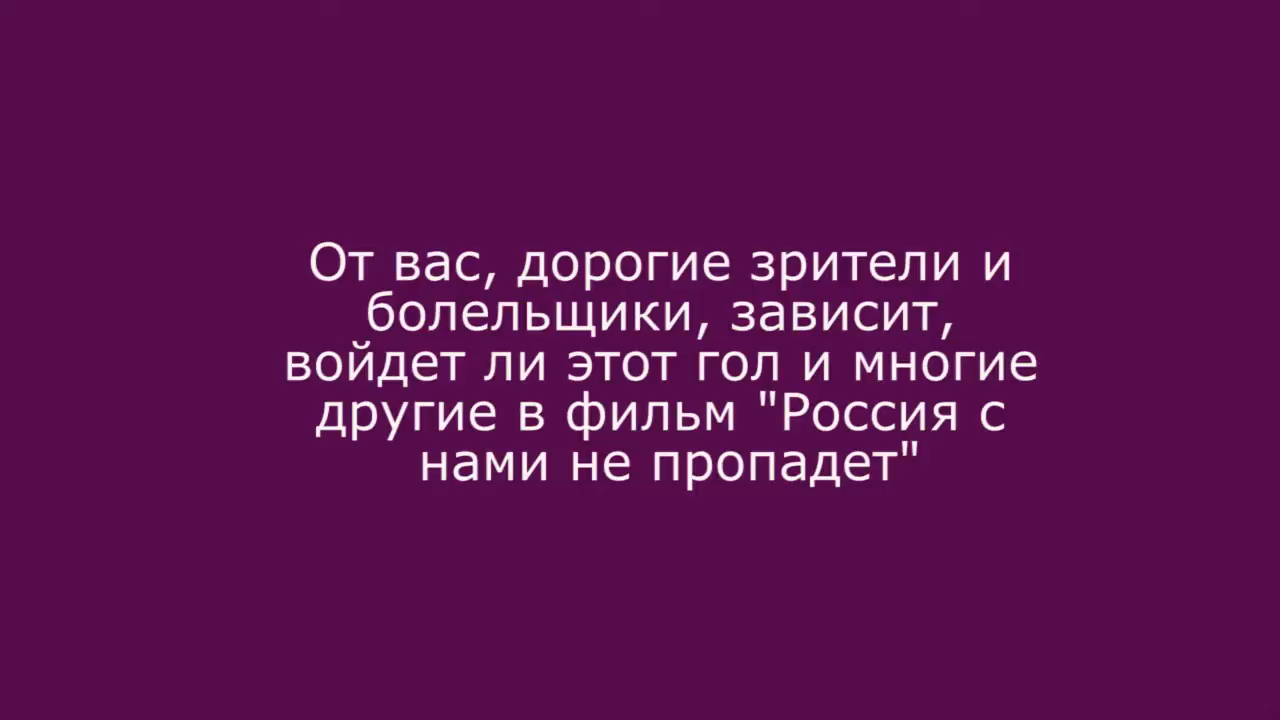 От вас, дорогие зрители и
болельщики, зависит,
войдет ли этот гол и многие
другие в фильм "Россия с
нами не пропадет"